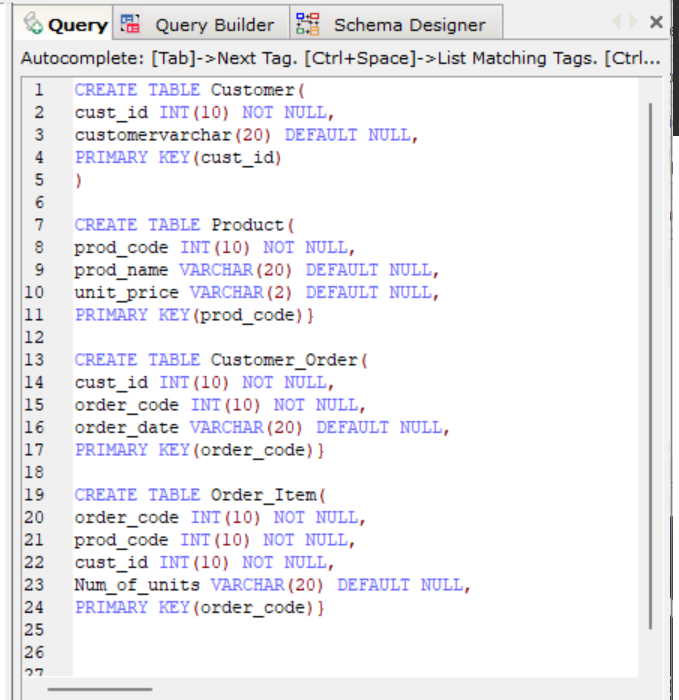 Query Query Builder Schema Designer
Autocomplete: [Tab]->Next Tag. [Ctrl+Space]->List Matching Tags. [Ctrl...
1 CREATE TABLE Customer(
2 cust_id INT(10) NOT NULL,
3 customervarchar(20) DEFAULT NULL,
4 PRIMARY KEY(cust_id)
5 )
6
7 CREATE TABLE Product(
8 prod_code INT(10) NOT NULL,
9 prod_name VARCHAR(20) DEFAULT NULL,
10 unit_price VARCHAR(2) DEFAULT NULL,
11 PRIMARY KEY(prod_code)}
12
13 CREATE TABLE Customer_Order(
14 cust_id INT(10) NOT NULL,
15 order_code INT(10) NOT NULL,
16 order_date VARCHAR(20) DEFAULT NULL,
17 PRIMARY KEY(order_code)}
18
19 CREATE TABLE Order_Item(
20 order_code INT(10) NOT NULL,
21 prod_code INT(10) NOT NULL,
22 cust_id INT(10) NOT NULL,
23 Num_of_units VARCHAR(20) DEFAULT NULL,
24 PRIMARY KEY(order_code)}
25
26
27